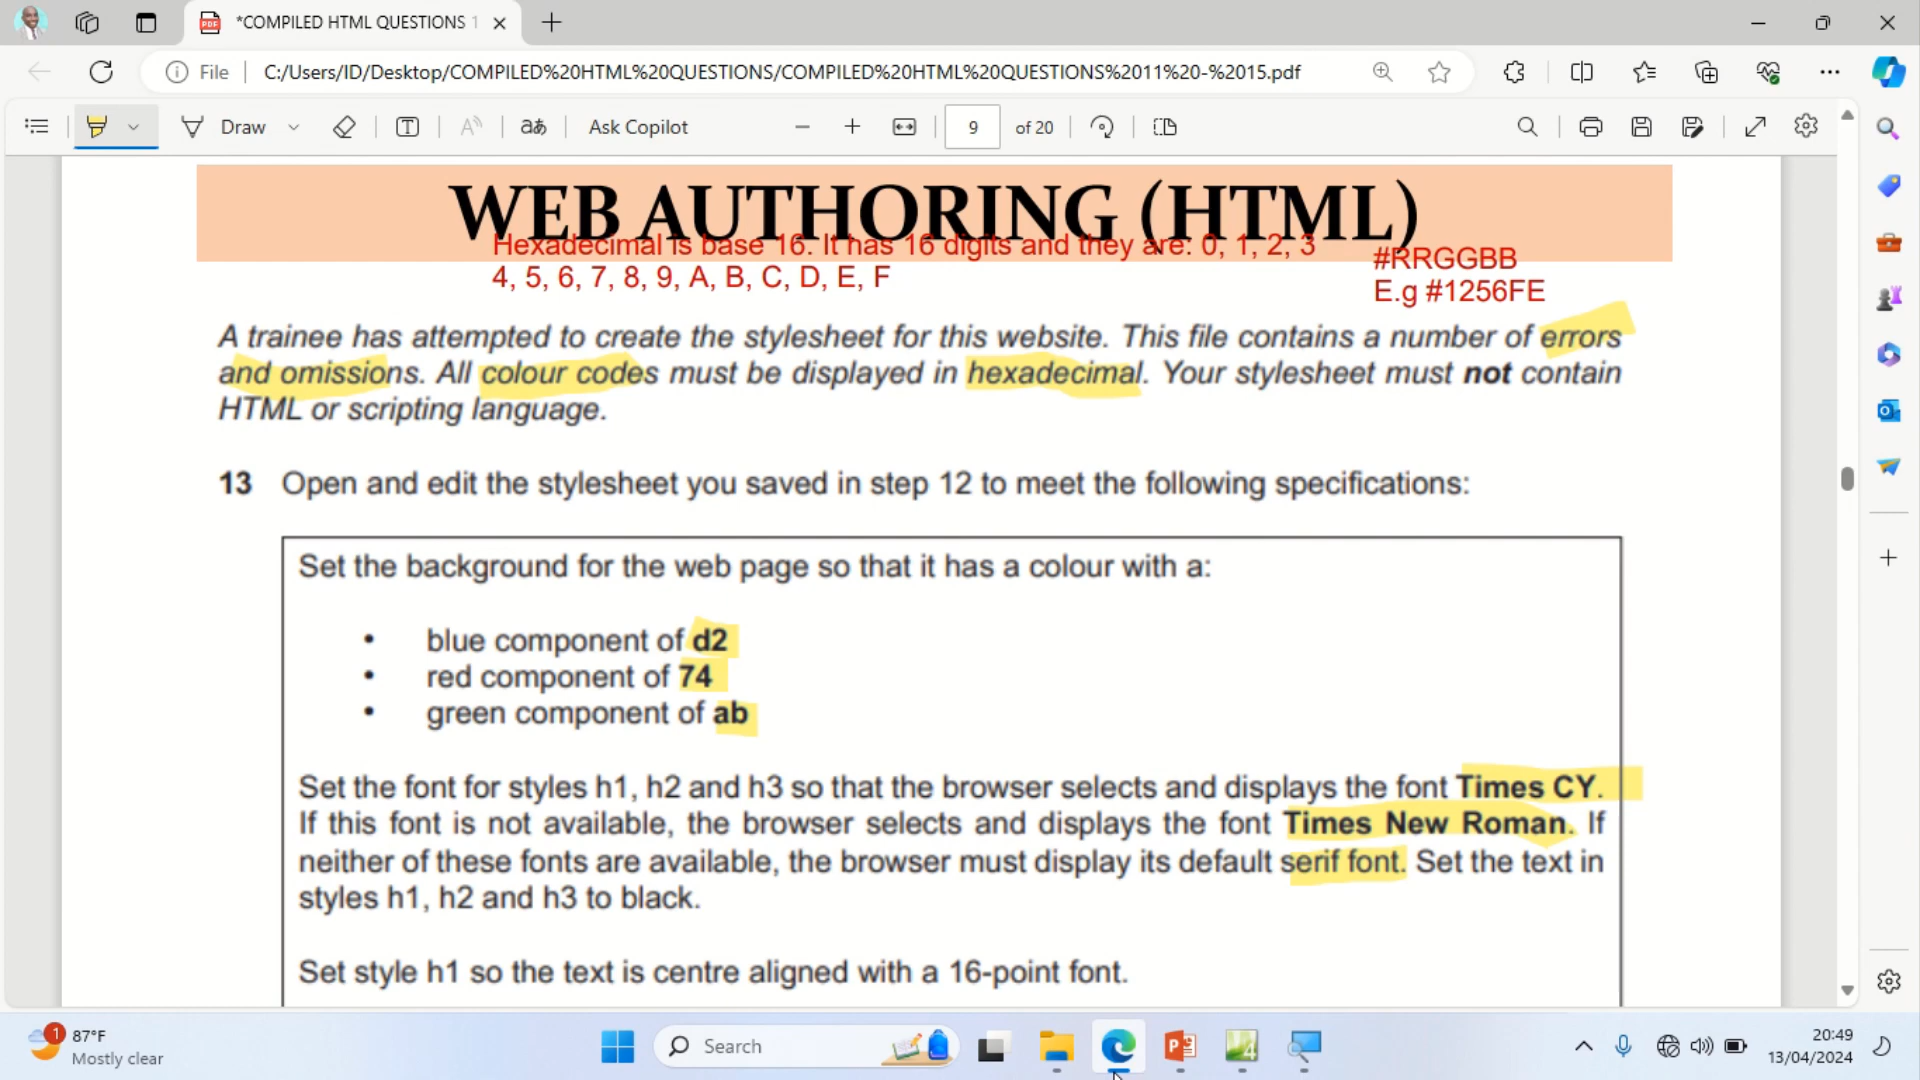 *COMPILED HTML QUESTIONS 1
File
C:/Users/ID/Desktop/COMPILED%20HTML%20QUESTIONS/COMPILED%20HTML%20QUESTIONS%2011%20-%2015.pdf
Draw
Ask Copilot
9 of 20
WEB AUTHORING (HTML)
Hexadecimal is base 16. It has 16 digits and they are: 0, 1, 2, 3
4, 5, 6, 7, 8, 9, A, B, C, D, E, F
#RRGGBB
E.g #1256FE
A trainee has attempted to create the stylesheet for this website. This file contains a number of errors
and omissions. All colour codes must be displayed in hexadecimal. Your stylesheet must not contain
HTML or scripting language.
13 Open and edit the stylesheet you saved in step 12 to meet the following specifications:
Set the background for the web page so that it has a colour with a:
• blue component of d2
• red component of 74
• green component of ab
Set the font for styles h1, h2 and h3 so that the browser selects and displays the font Times CY.
If this font is not available, the browser selects and displays the font Times New Roman. If
neither of these fonts are available, the browser must display its default serif font. Set the text in
styles h1, h2 and h3 to black.
Set style h1 so the text is centre aligned with a 16-point font.
1
87°F
Mostly clear
Search
20:49
13/04/2024